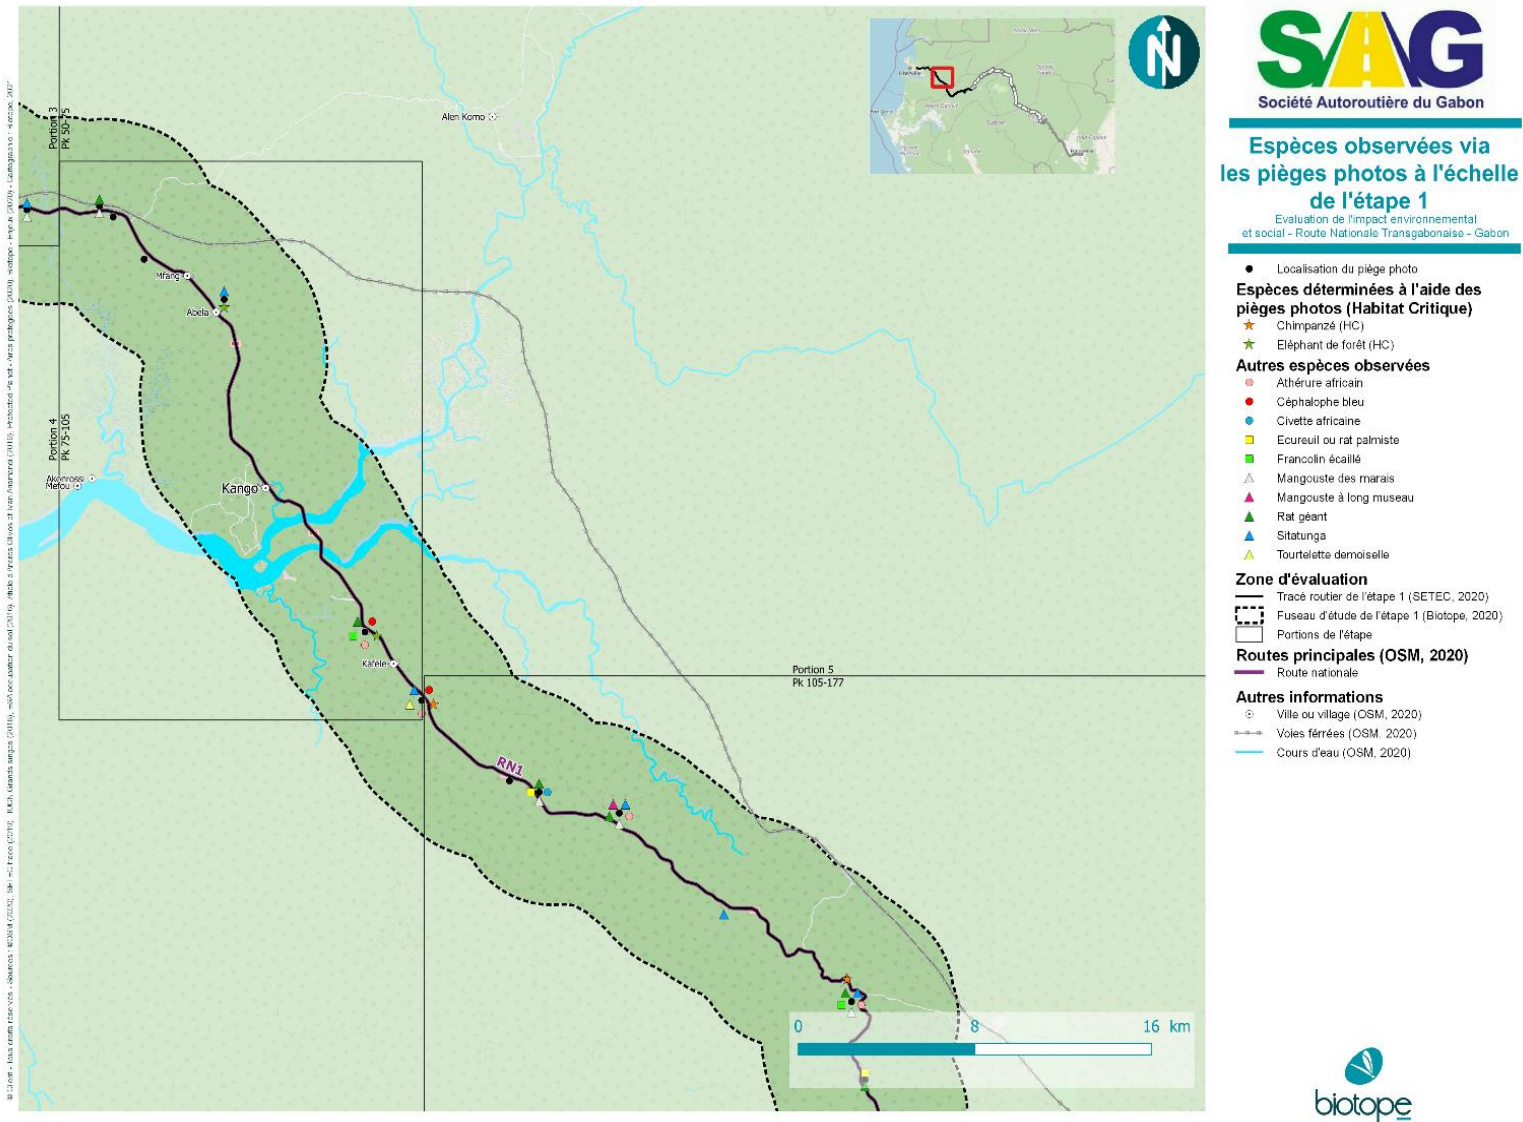 Portion 3
Pk 50-75
Alen Komo
Libreville
Gabon
N
SAG
Société Autoroutière du Gabon
Espèces observées via
les pièges photos à l'échelle
de l'étape 1
Evaluation de l'impact environnemental
et social - Route Nationale Transgabonaise - Gabon
Localisation du piège photo
Espèces déterminées à l'aide des
pièges photos (Habitat Critique)
Chimpanzé (HC)
Eléphant de forêt (HC)
Autres espèces observées
Athérure africain
Céphalophe bleu
Civette africaine
Ecureuil ou rat palmiste
Francolin écaillé
Mangouste des marais
Mangouste à long museau
Rat géant
Sitatunga
Tourtelette demoiselle
Zone d'évaluation
Tracé routier de l'étape 1 (SETEC, 2020)
Fuseau d'étude de l'étape 1 (Biotope, 2020)
Portions de l'étape
Routes principales (OSM, 2020)
Route nationale
Autres informations
Ville ou village (OSM, 2020)
Voies férrées (OSM. 2020)
Cours d'eau (OSM, 2020)
Mfang
Abela
Portion 4
Pk 75-105
Akonrossi
Mefou
Kango
Kafele
Portion 5
Pk 105-177
RN1
0 8 16 km
biotope